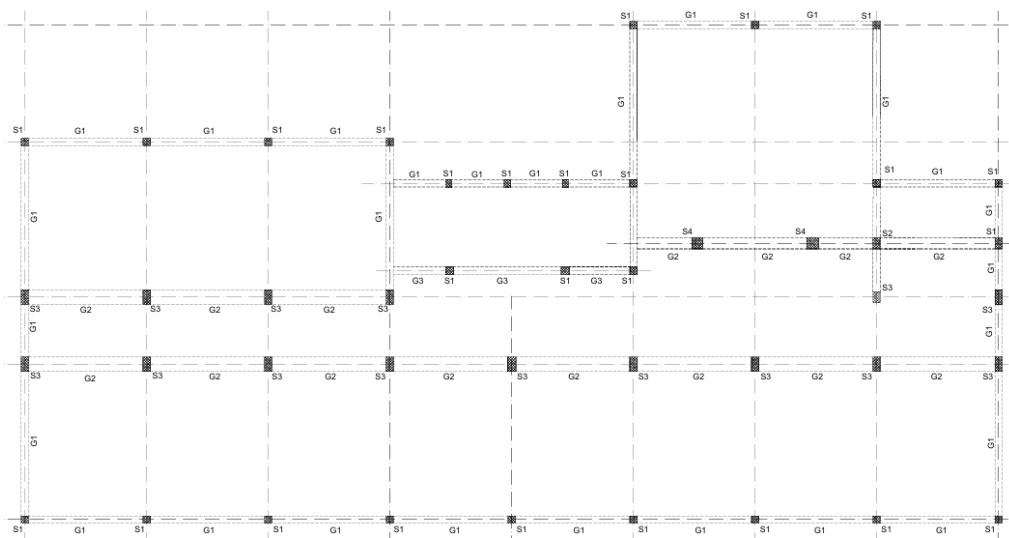 S1 G1 S1 G1 S1
G1 G1
S1 G1 S1 G1 S1 G1 S1
G1 S1 G1 S1 G1 S1 G1 S1 S1 G1 S1
G1 G1 G1
S4 S4 S2 S1
G2 G2 G2 G2
G1
G3 S1 G3 S1 G3 S1
S3
S3 G2 S3 G2 S3 G2 S3 S3
G1 G1
S3 G2 S3 G2 S3 G2 S3 G2 S3 G2 S3 G2 S3 G2 S3 G2 S3
G1 G1
S1 G1 S1 G1 S1 G1 S1 G1 S1 G1 S1 G1 S1 G1 S1 G1 S1